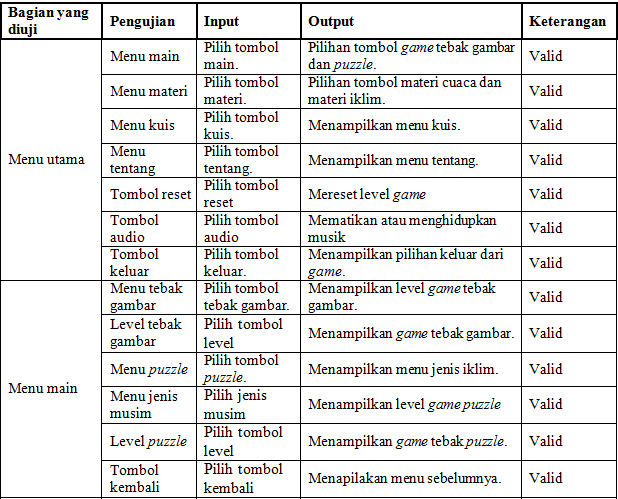 Bagian yang diuji Pengujian Input Output Keterangan
Menu utama
Menu main Pilih tombol main. Pilihan tombol game tebak gambar dan puzzle. Valid
Menu materi Pilih tombol materi. Pilihan tombol materi cuaca dan materi iklim. Valid
Menu kuis Pilih tombol kuis. Menampilkan menu kuis. Valid
Menu tentang Pilih tombol tentang. Menampilkan menu tentang. Valid
Tombol reset Pilih tombol reset Mereset level game Valid
Tombol audio Pilih tombol audio Mematikan atau menghidupkan musik Valid
Tombol keluar Pilih tombol keluar. Menampilkan pilihan keluar dari game. Valid
Menu main
Menu tebak gambar Pilih tombol tebak gambar. Menampilkan level game tebak gambar. Valid
Level tebak gambar Pilih tombol level Menampilkan game tebak gambar. Valid
Menu puzzle Pilih tombol puzzle. Menampilkan menu jenis iklim. Valid
Menu jenis musim Pilih jenis musim Menampilkan level game puzzle Valid
Level puzzle Pilih tombol level Menampilkan game tebak puzzle. Valid
Tombol kembali Pilih tombol kembali Menapilakan menu sebelumnya. Valid